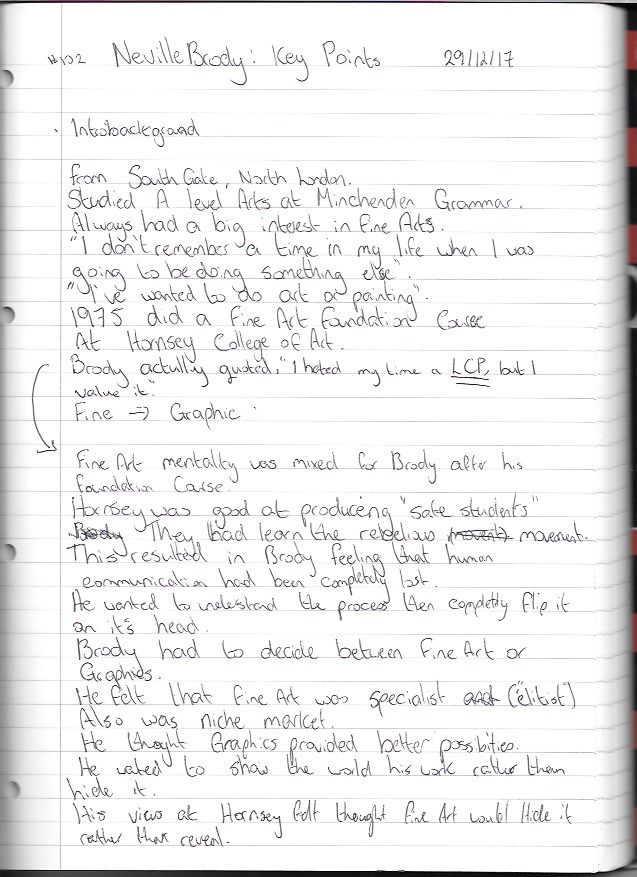 #102 Neville Brody: Key Points 29/12/17
· Intro background
from South Gate, North London.
Studied A level Arts at Minchenden Grammar.
Always had a big interest in Fine Arts.
"I don't remember a time in my life when I was
going to be doing something else".
"I've wanted to do art or painting".
1975 did a Fine Art foundation Course
At Hornsey College of Art.
Brody actully quoted, "I hated my time a LCP, but I
value it."
Fine → Graphic
Fine Art mentality was mixed for Brody after his
foundation Course.
Hornsey was good at producing "safe students"
Brody They had learn the rebelious (movent) movement.
This resulted in Brody feeling that human
communication had been completely lost.
He wanted to understand the process then completly flip it
on it's head.
Brody had to decide between Fine Art or
Graphics.
He felt that Fine Art was specialist and ("elitist")
Also was niche market.
He thought Graphics provided better possibities.
He wated to show the world his work rather then
hide it.
His views at Hornsey felt thought Fine Art would Hide it
rather than reveal.